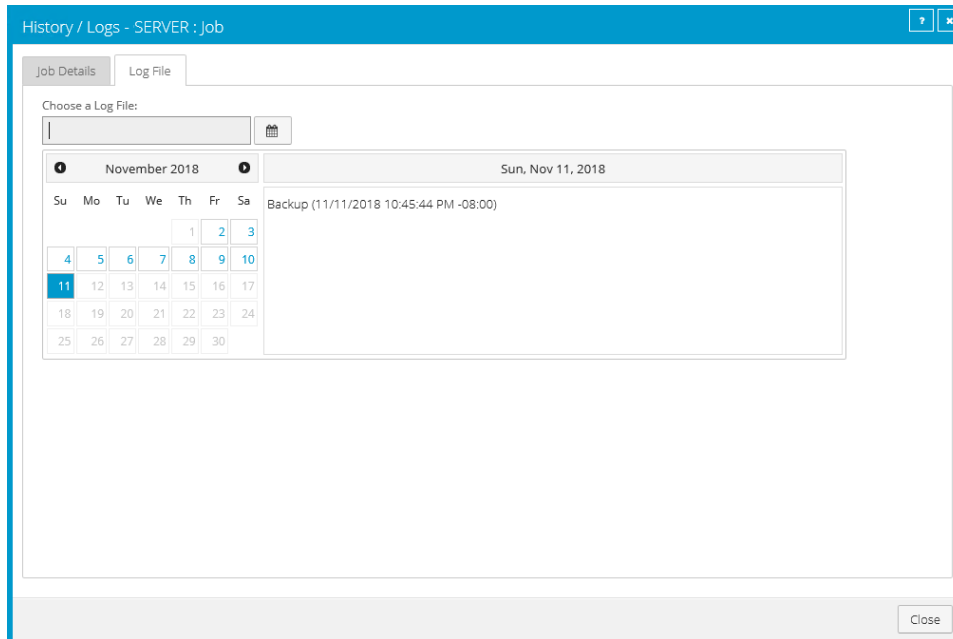 History / Logs - SERVER : Job
?
Job Details Log File
Choose a Log File:
November 2018
Sun, Nov 11, 2018
Su Mo Tu We Th Fr Sa
Backup (11/11/2018 10:45:44 PM -08:00)
1 2 3
4 5 6 7 8 9 10
11 12 13 14 15 16 17
18 19 20 21 22 23 24
25 26 27 28 29 30
Close